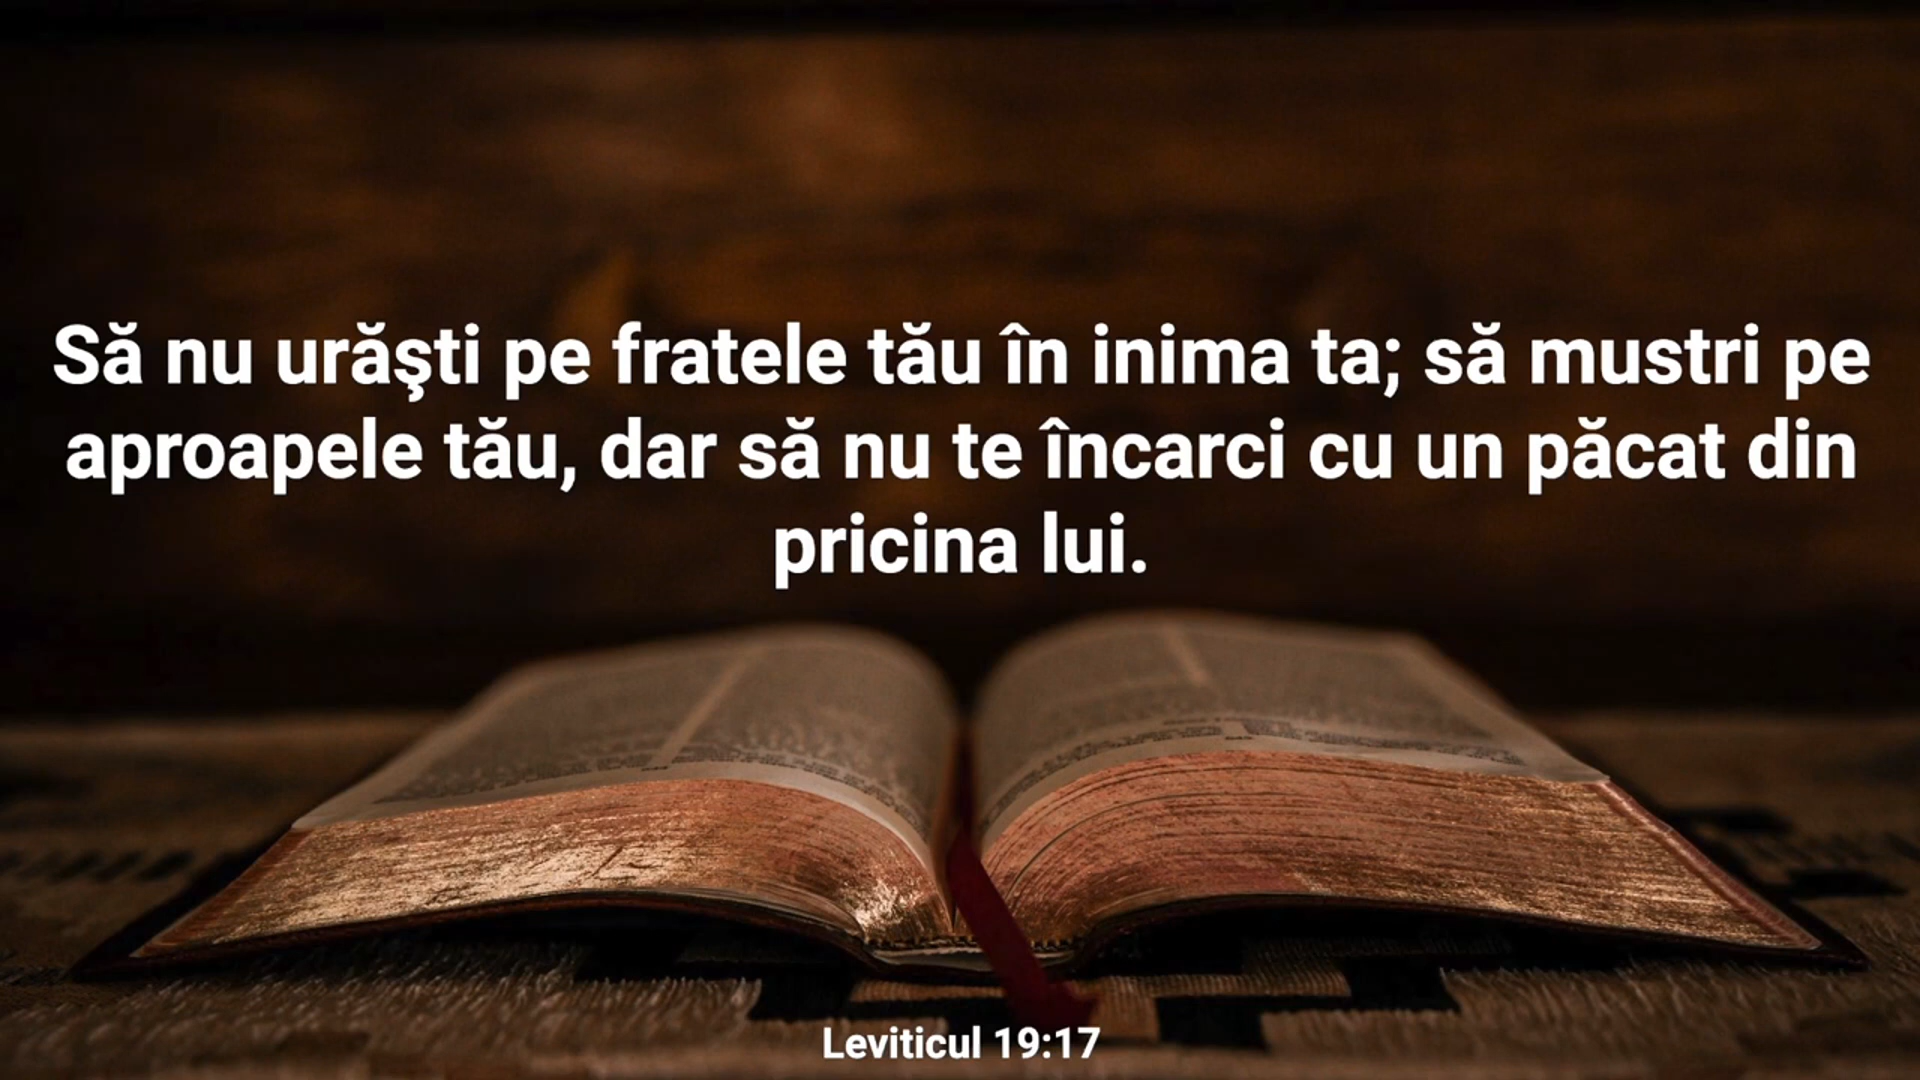 Să nu urăşti pe fratele tău în inima ta; să mustri pe
aproapele tău, dar să nu te încarci cu un păcat din
pricina lui.
Leviticul 19:17